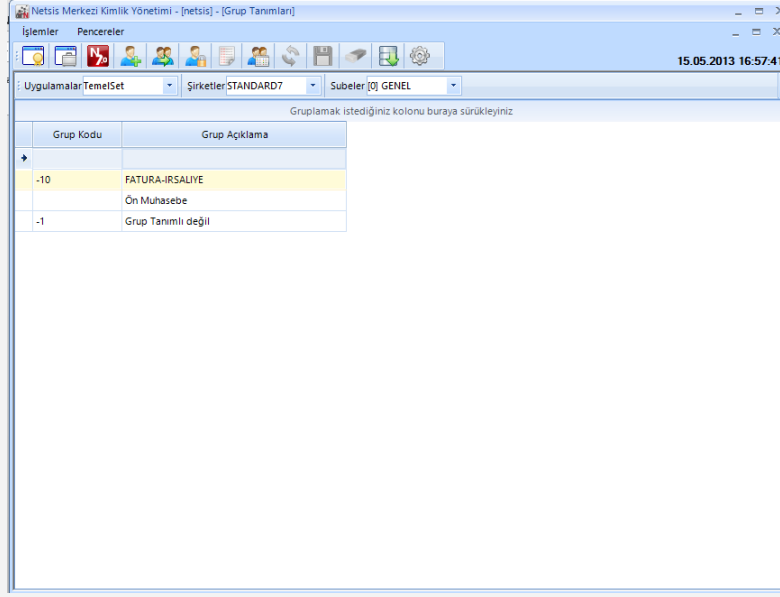 Netsis Merkezi Kimlik Yönetimi - [netsis] - [Grup Tanımları]
İşlemler Pencereler
15.05.2013 16:57:41
Uygulamalar TemelSet Şirketler STANDARD7 Subeler [0] GENEL
Gruplamak istediğiniz kolonu buraya sürükleyiniz
Grup Kodu Grup Açıklama
-10 FATURA-IRSALIYE
Ön Muhasebe
-1 Grup Tanımlı değil